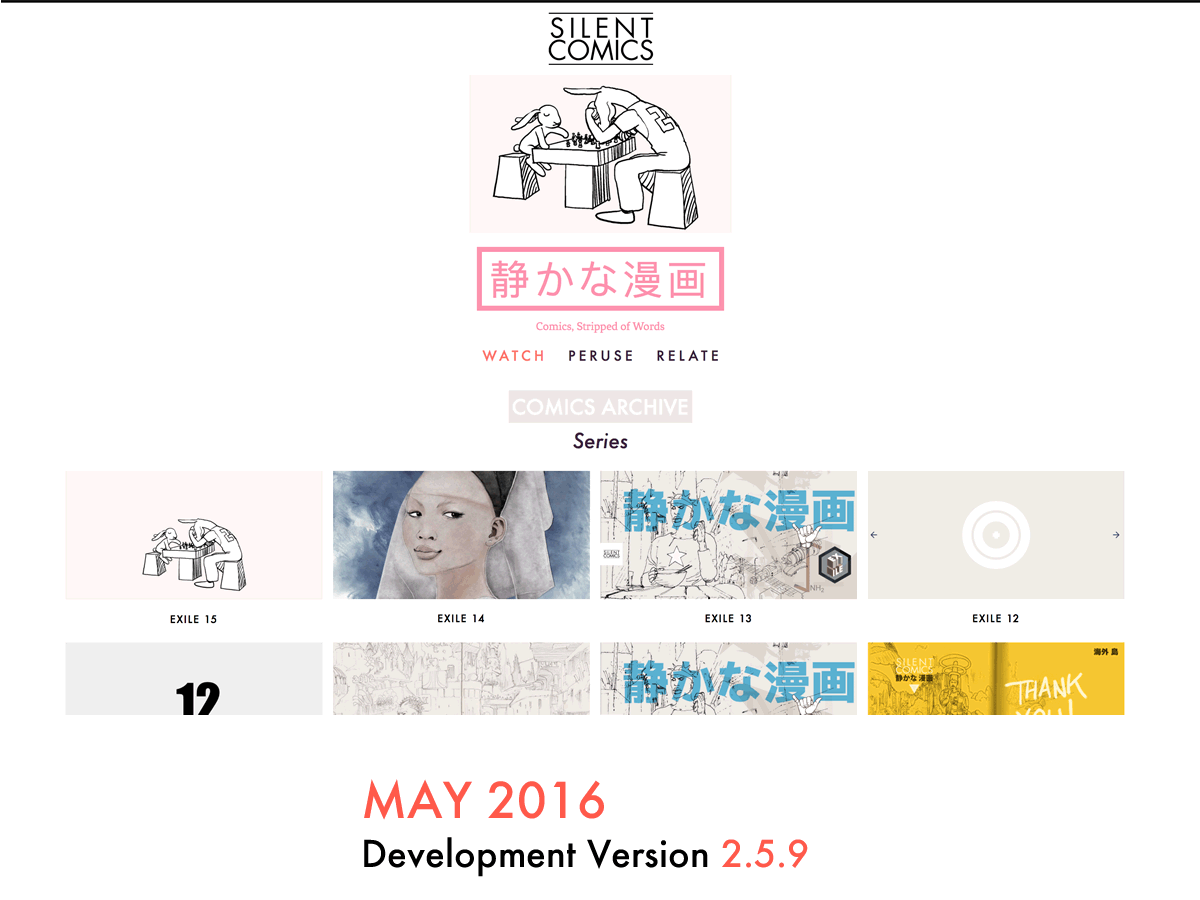 SILENT
COMICS
25
静かな漫画
Comics, Stripped of Words
WATCH PERUSE RELATE
COMICS ARCHIVE
Series
静かな漫画
SILENT
COMICS
NH₂
EXILE 15 EXILE 14 EXILE 13 EXILE 12
12
静かな漫画
SILENT
COMICS
静かな漫画
海外 島
THANK
YOU!
MAY 2016
Development Version 2.5.9